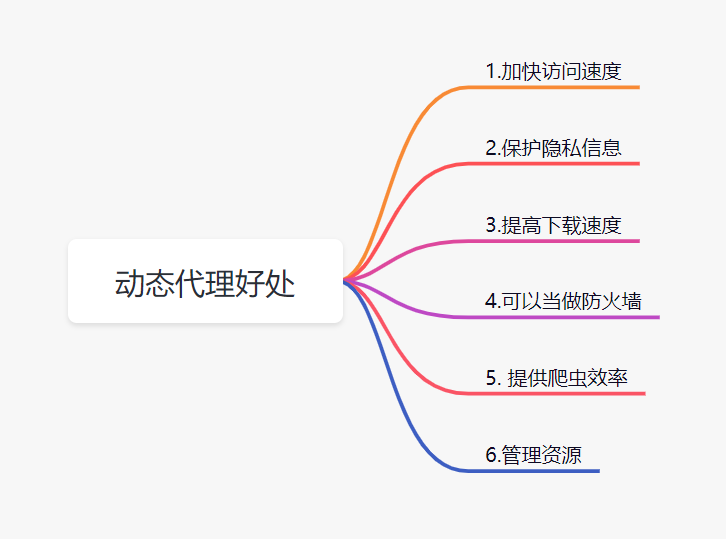 动态代理好处
1.加快访问速度
2.保护隐私信息
3.提高下载速度
4.可以当做防火墙
5. 提供爬虫效率
6.管理资源